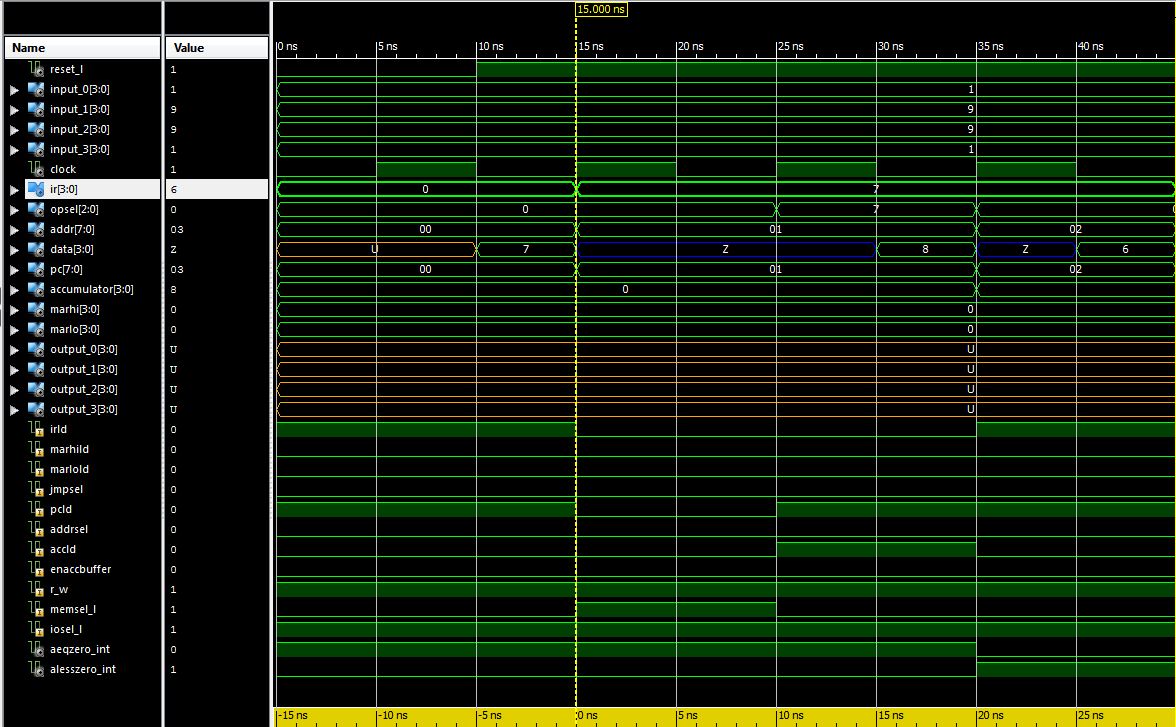 15.000 ns
Name Value 0 ns 5 ns 10 ns 15 ns 20 ns 25 ns 30 ns 35 ns 40 ns
reset_l 1
input_0[3:0] 1 1
input_1[3:0] 9 9
input_2[3:0] 9 9
input_3[3:0] 1 1
clock 1
ir[3:0] 6 0 7
opsel[2:0] 0 0 7
addr[7:0] 03 00 01 02
data[3:0] Z U 7 Z 8 Z 6
pc[7:0] 03 00 01 02
accumulator[3:0] 8 0
marhi[3:0] 0 0
marlo[3:0] 0 0
output_0[3:0] U U
output_1[3:0] U U
output_2[3:0] U U
output_3[3:0] U U
irld 0
marhild 0
marlold 0
jmpsel 0
pcld 0
addrsel 0
accld 0
enaccbuffer 0
r_w 1
memsel_l 1
iosel_l 1
aeqzero_int 0
alesszero_int 1
-15 ns -10 ns -5 ns 0 ns 5 ns 10 ns 15 ns 20 ns 25 ns